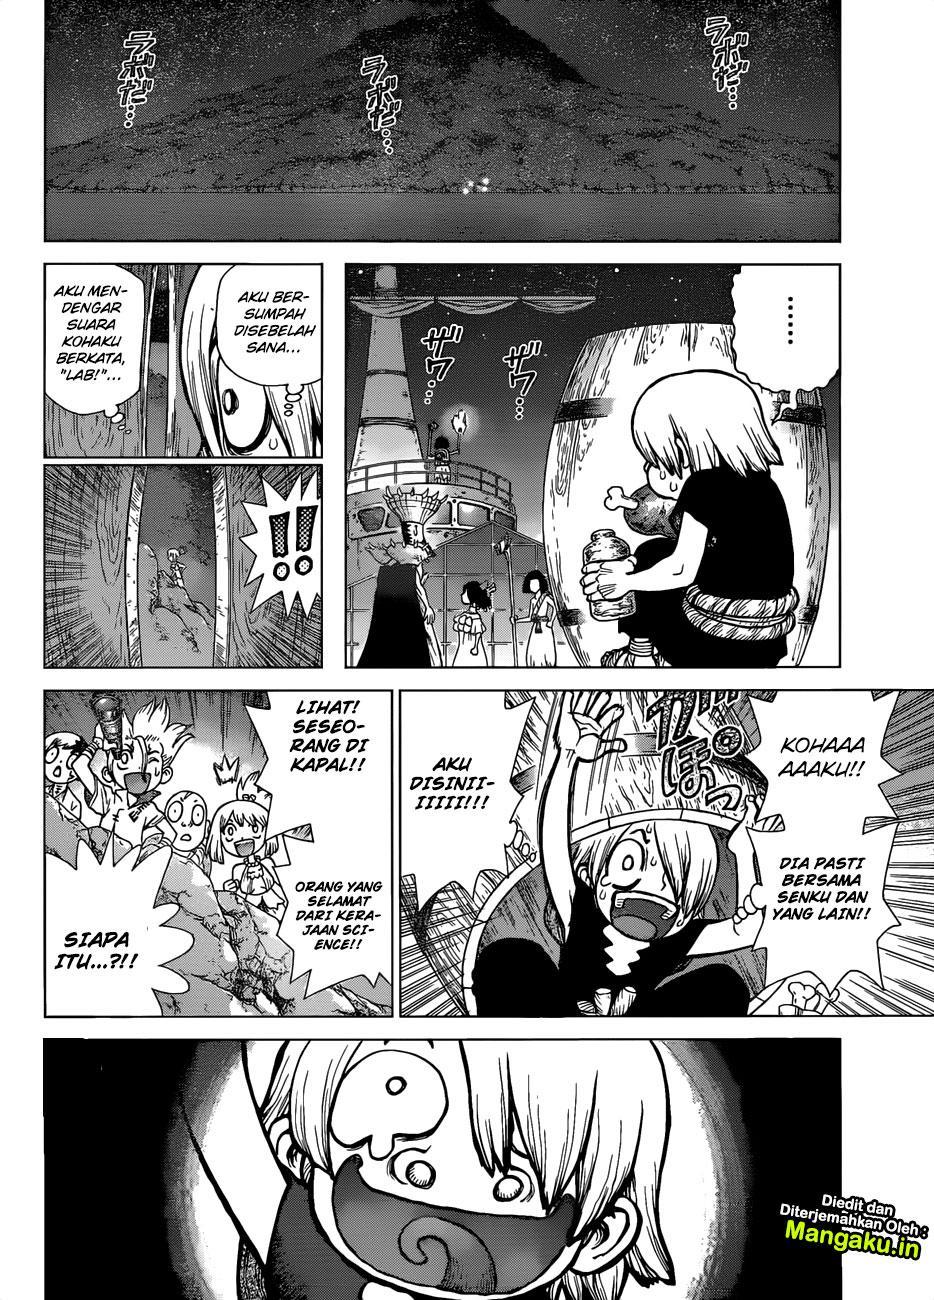 ラボだ…
ラボだ…
ラボだ…
......
ザワ…
ザワ…
AKU BER-
SUMPAH
DISEBELAH
SANA...
AKU MEN-
DENGAR
SUARA
KOHAKU
BERKATA,
"LAB!"...
!!
KOHAAA
AAAAKU!!
DIA PASTI
BERSAMA
SENKU DAN
YANG LAIN!!
AKU
DISINII-
IIIIII!!!
LIHAT!
SESEO-
RANG DI
KAPAL!!
ORANG YANG
SELAMAT
DARI KERA-
JAAN SCI-
ENCE!!
SIAPA
ITU...?!!
Diedit dan
Diterjemahkan Oleh :
Mangaku.in